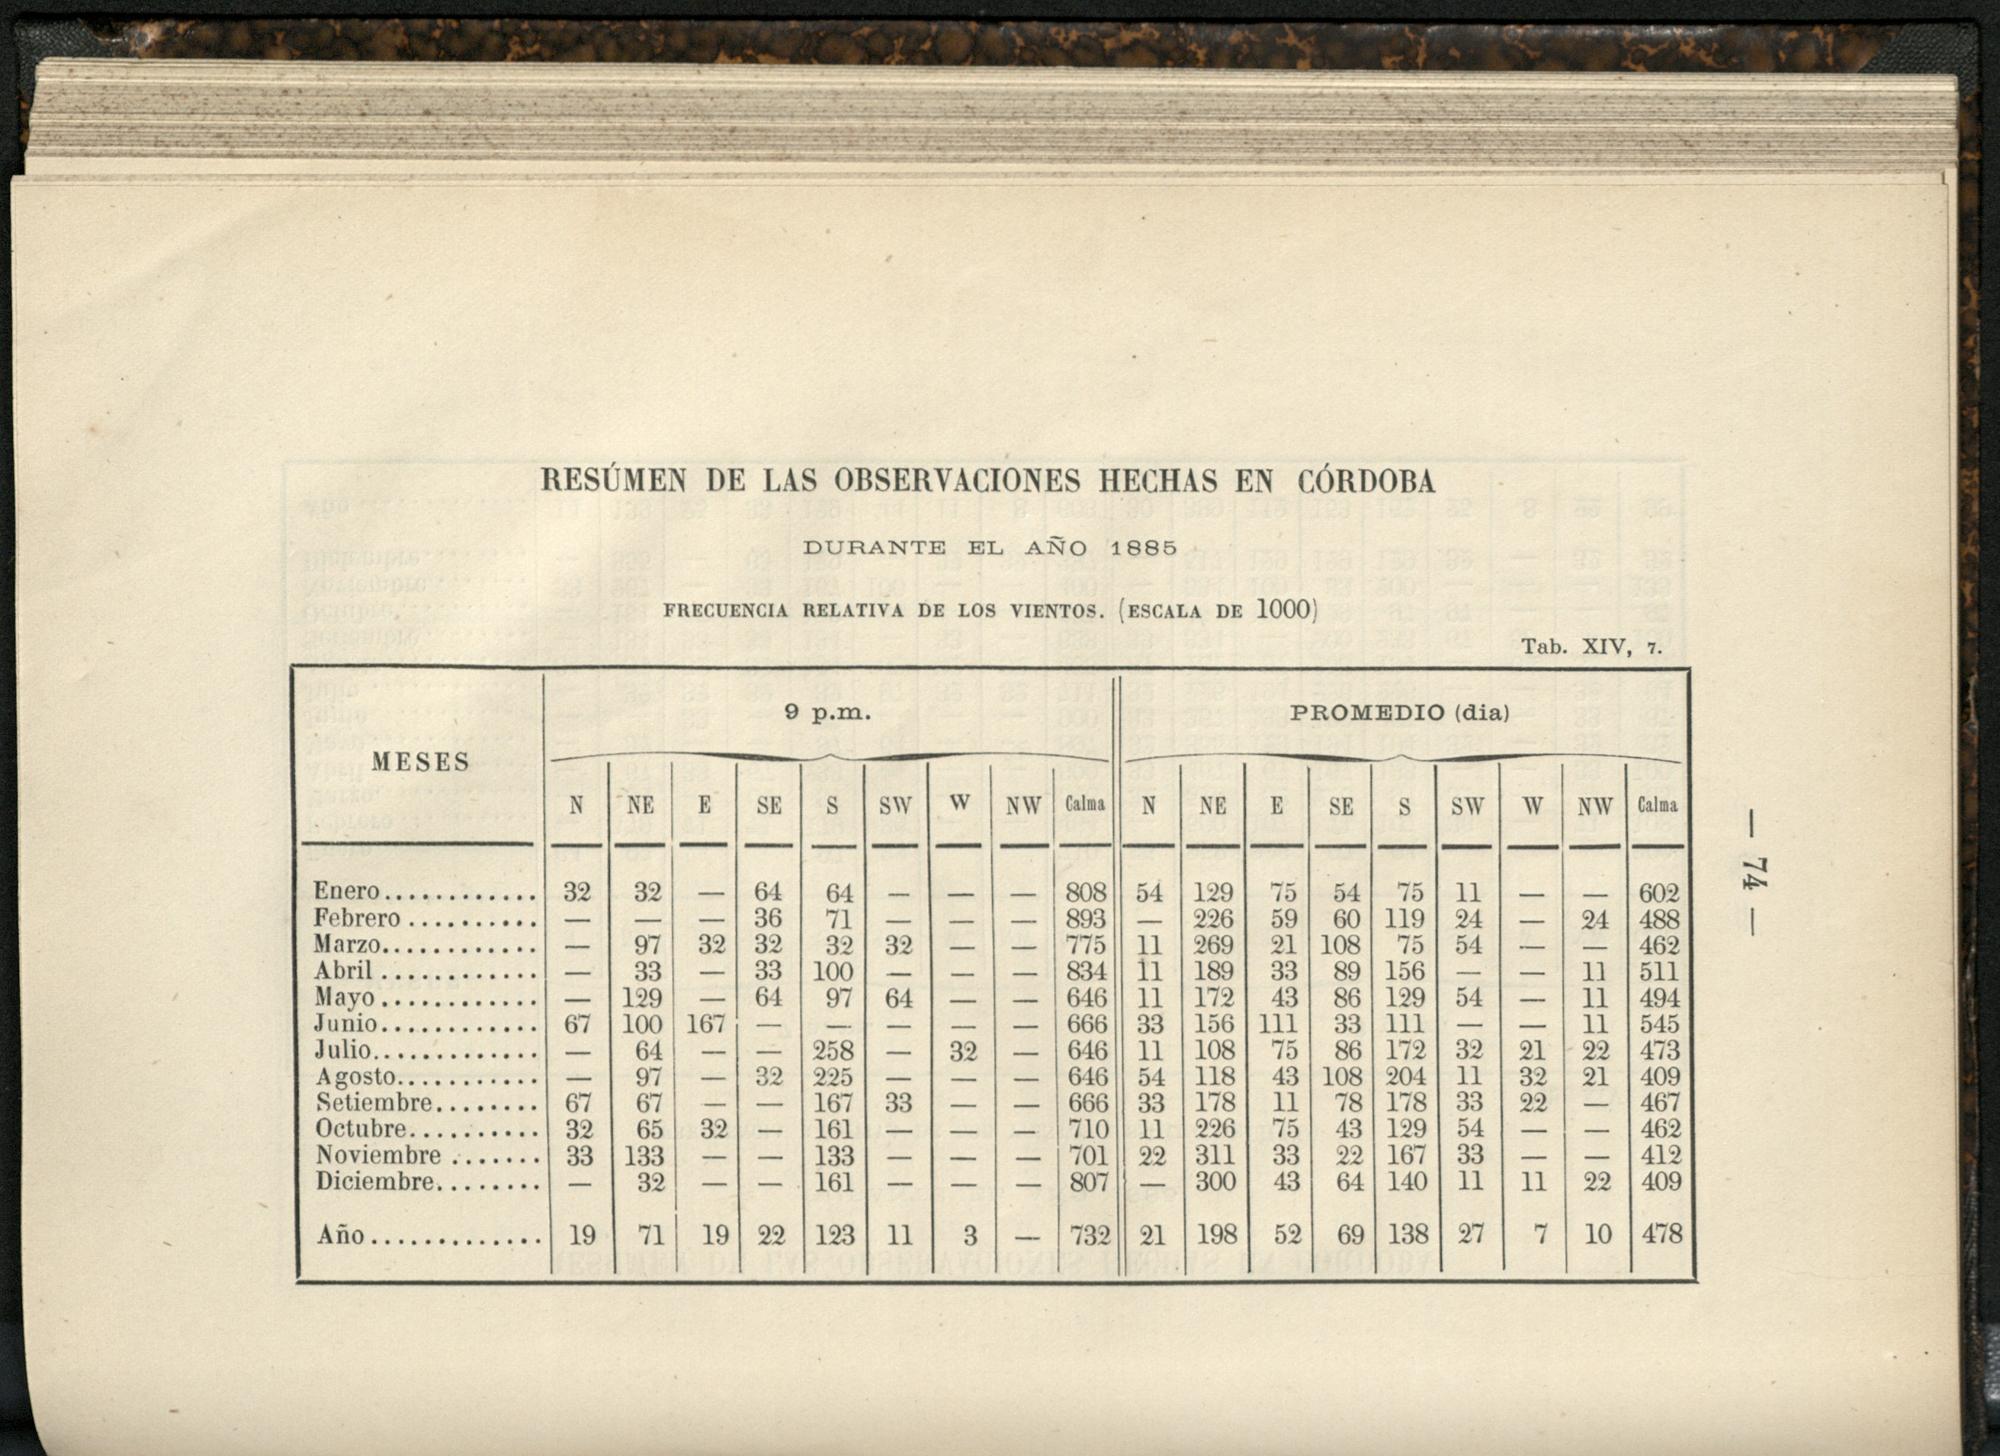 RESÚMEN DE LAS OBSERVACIONES HECHAS EN CÓRDOBA
DURANTE EL AÑO 1885
FRECUENCIA RELATIVA DE LOS VIENTOS. (ESCALA DE 1000)
Tab. XIV, 7.
MESES 9 p.m. PROMEDIO (dia)
N NE E SE S SW W NW Calma N NE E SE S SW W NW Calma
Enero............ 32 32 — 64 64 — — — 808 54 129 75 54 75 11 — — 602
Febrero .......... — — — 36 71 — — — 893 — 226 59 60 119 24 — 24 488
Marzo............ — 97 32 32 32 32 — — 775 11 269 21 108 75 54 — — 462
Abril ............ — 33 — 33 100 — — — 834 11 189 33 89 156 — — 11 511
Mayo ............ — 129 — 64 97 64 — — 646 11 172 43 86 129 54 — 11 494
Junio............ 67 100 167 — — — — — 666 33 156 111 33 111 — — 11 545
Julio............. — 64 — — 258 — 32 — 646 11 108 75 86 172 32 21 22 473
Agosto........... — 97 — 32 225 — — — 646 54 118 43 108 204 11 32 21 409
Setiembre........ 67 67 — — 167 33 — — 666 33 178 11 78 178 33 22 — 467
Octubre.......... 32 65 32 — 161 — — — 710 11 226 75 43 129 54 — — 462
Noviembre ....... 33 133 — — 133 — — — 701 22 311 33 22 167 33 — — 412
Diciembre........ — 32 — — 161 — — — 807 — 300 43 64 140 11 11 22 409
Año............. 19 71 19 22 123 11 3 — 732 21 198 52 69 138 27 7 10 478
— 74 —